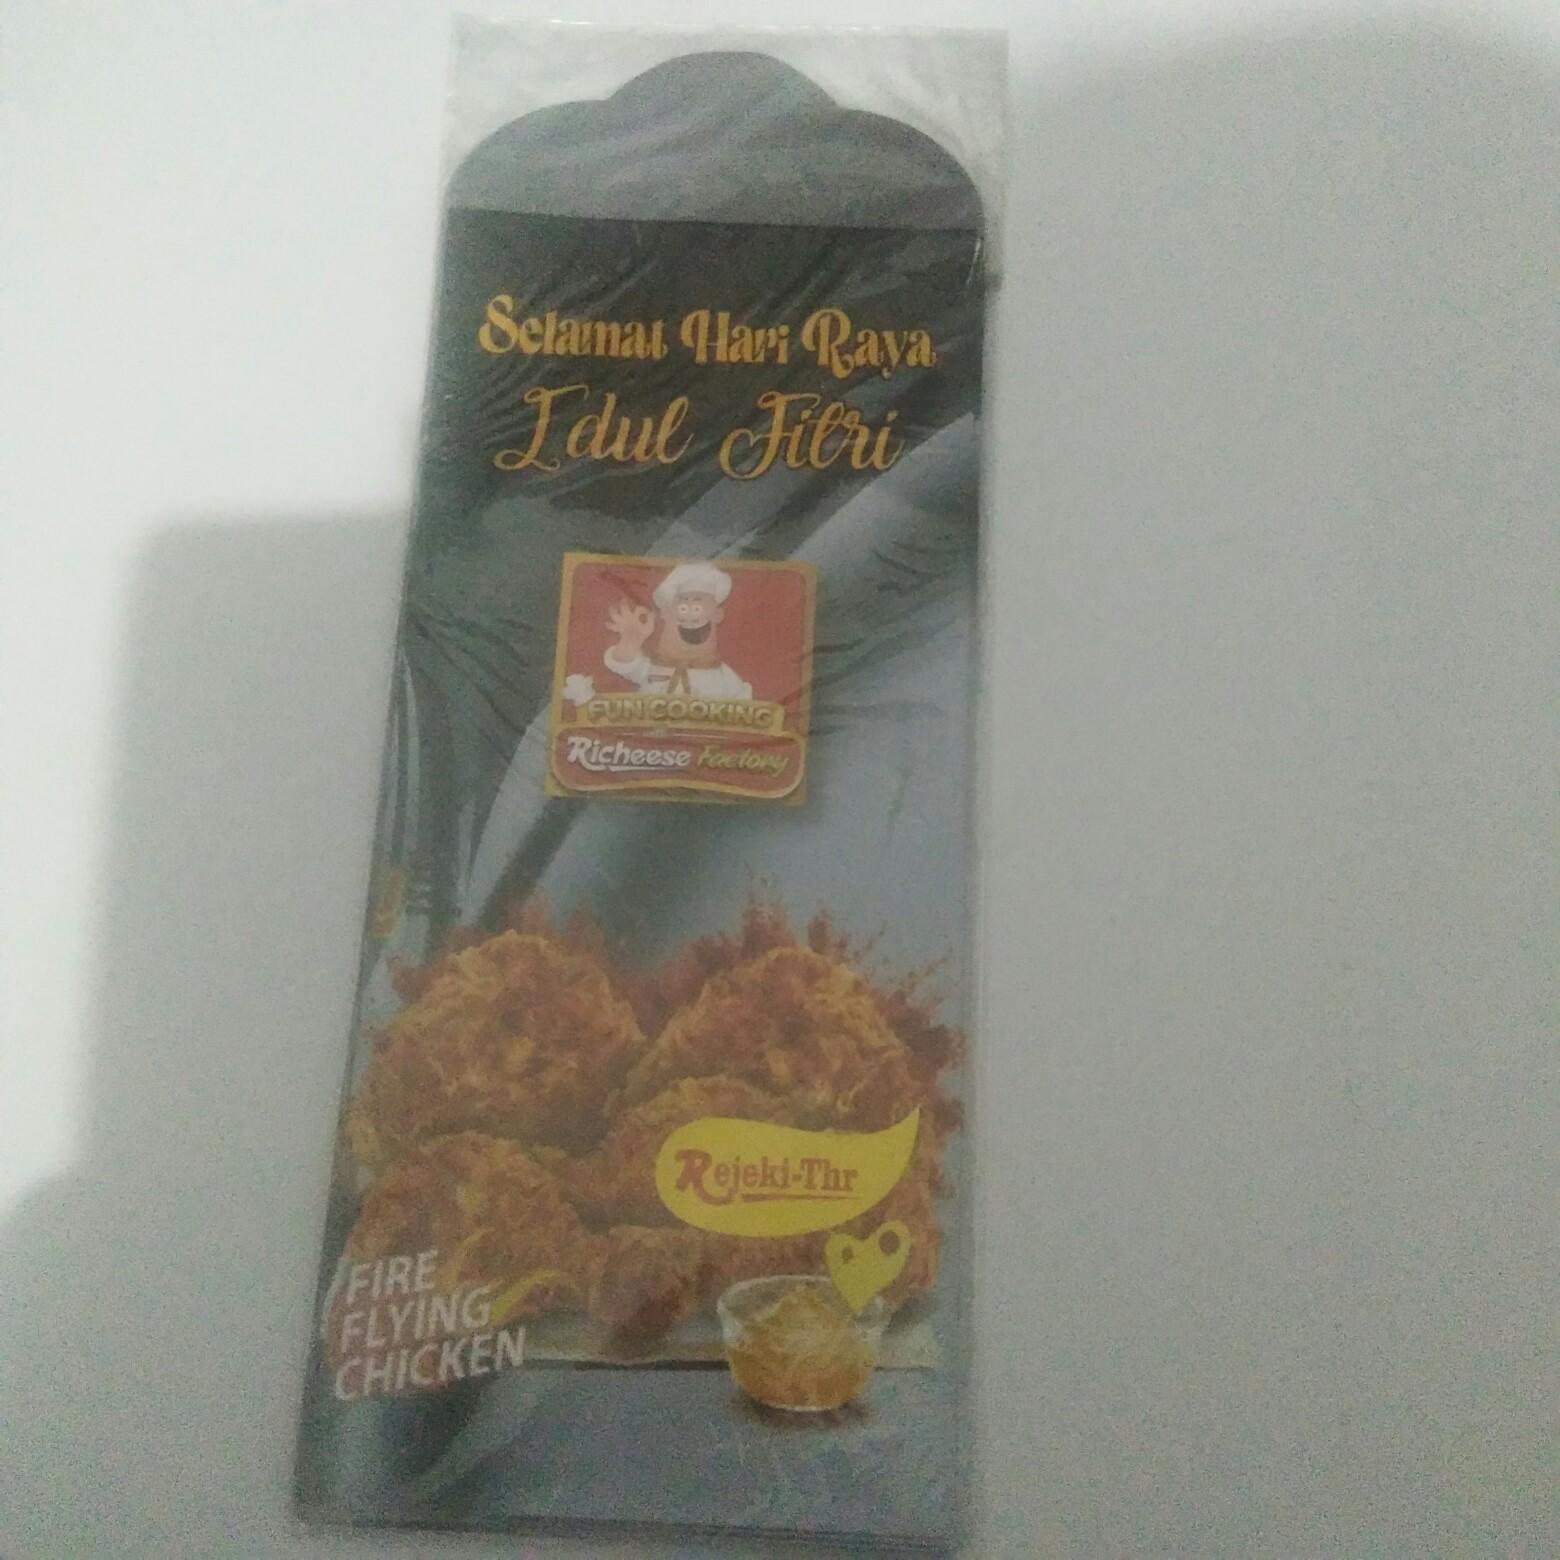 Selamat Hari Raya
Idul Fitri
FUN COOKING
Richeese Factory
Rejeki-Thr
FIRE
FLYING
CHICKEN